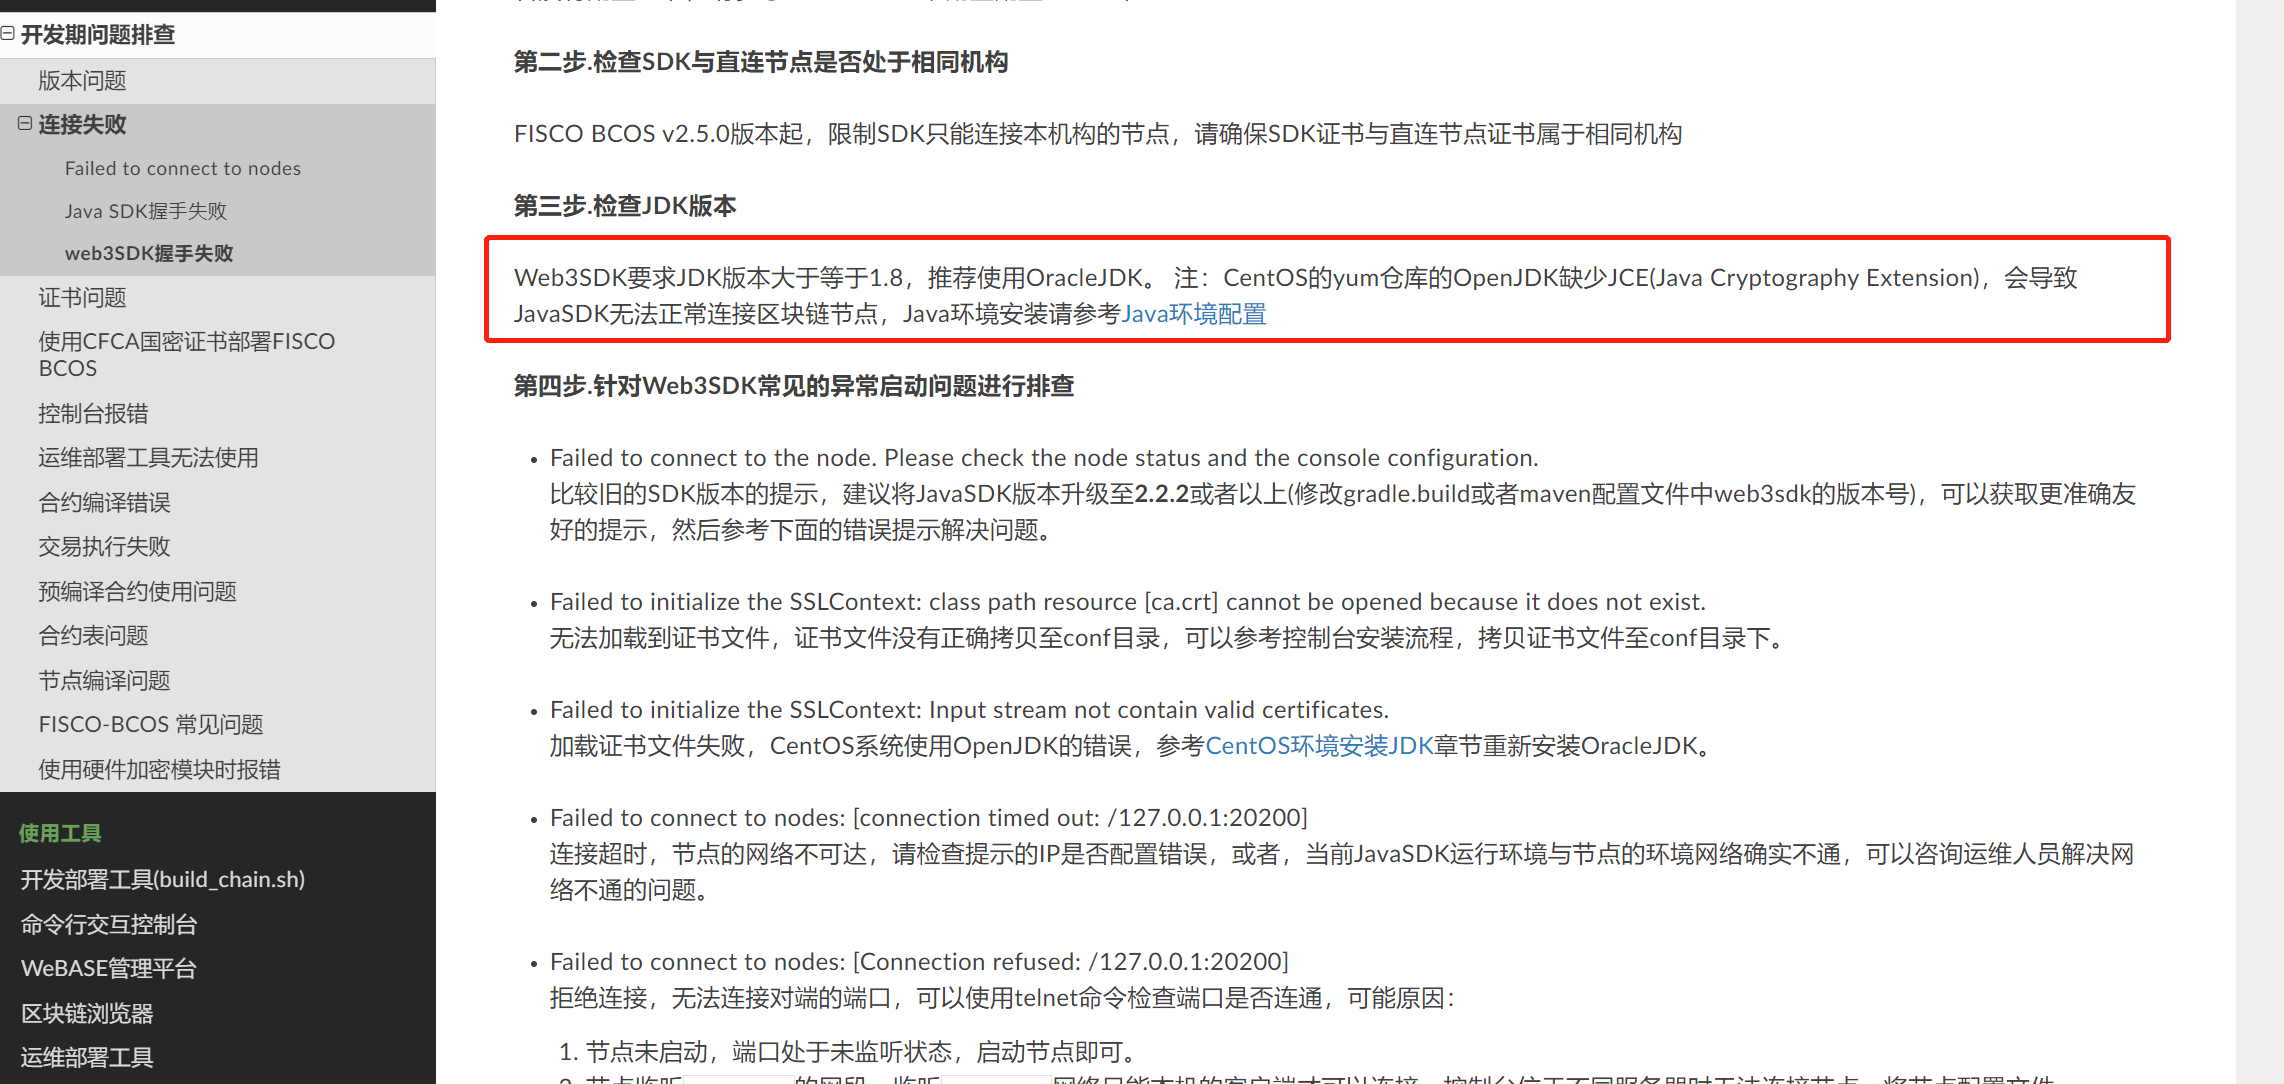 开发期问题排查
版本问题
连接失败
Failed to connect to nodes
Java SDK握手失败
web3SDK握手失败
证书问题
使用CFCA国密证书部署FISCO
BCOS
控制台报错
运维部署工具无法使用
合约编译错误
交易执行失败
预编译合约使用问题
合约表问题
节点编译问题
FISCO-BCOS 常见问题
使用硬件加密模块时报错
使用工具
开发部署工具(build_chain.sh)
命令行交互控制台
WeBASE管理平台
区块链浏览器
运维部署工具
第二步.检查SDK与直连节点是否处于相同机构
FISCO BCOS v2.5.0版本起，限制SDK只能连接本机构的节点，请确保SDK证书与直连节点证书属于相同机构
第三步.检查JDK版本
Web3SDK要求JDK版本大于等于1.8，推荐使用OracleJDK。 注：CentOS的yum仓库的OpenJDK缺少JCE(Java Cryptography Extension)，会导致
JavaSDK无法正常连接区块链节点，Java环境安装请参考Java环境配置
第四步.针对Web3SDK常见的异常启动问题进行排查
• Failed to connect to the node. Please check the node status and the console configuration.
比较旧的SDK版本的提示，建议将JavaSDK版本升级至2.2.2或者以上(修改gradle.build或者maven配置文件中web3sdk的版本号)，可以获取更准确友
好的提示，然后参考下面的错误提示解决问题。
• Failed to initialize the SSLContext: class path resource [ca.crt] cannot be opened because it does not exist.
无法加载到证书文件，证书文件没有正确拷贝至conf目录，可以参考控制台安装流程，拷贝证书文件至conf目录下。
• Failed to initialize the SSLContext: Input stream not contain valid certificates.
加载证书文件失败，CentOS系统使用OpenJDK的错误，参考CentOS环境安装JDK章节重新安装OracleJDK。
• Failed to connect to nodes: [connection timed out: /127.0.0.1:20200]
连接超时，节点的网络不可达，请检查提示的IP是否配置错误，或者，当前JavaSDK运行环境与节点的环境网络确实不通，可以咨询运维人员解决网
络不通的问题。
• Failed to connect to nodes: [Connection refused: /127.0.0.1:20200]
拒绝连接，无法连接对端的端口，可以使用telnet命令检查端口是否连通，可能原因：
1. 节点未启动，端口处于未监听状态，启动节点即可。